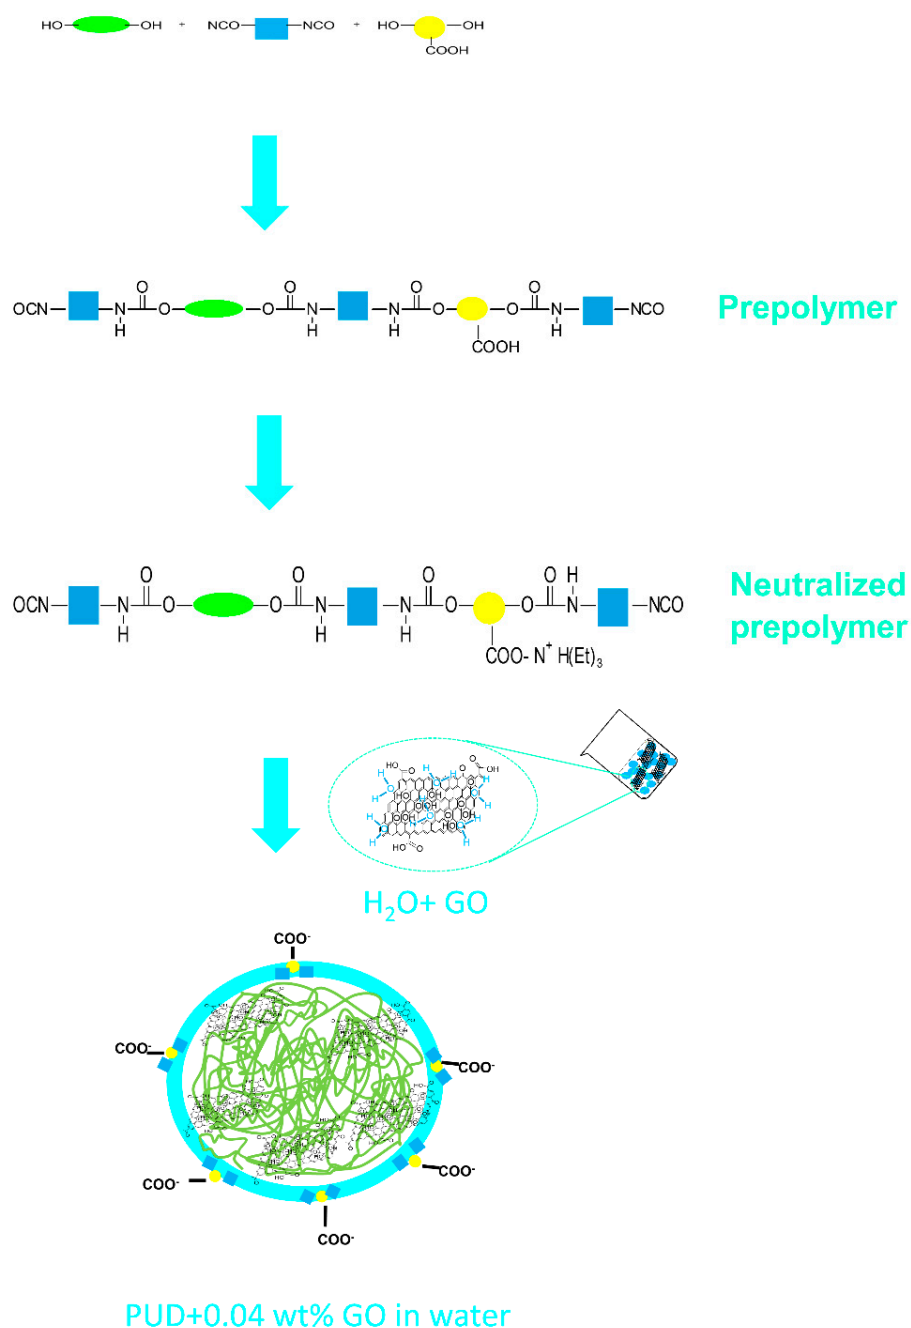 HO OH + NCO NCO + HO OH
COOH
O O O O
OCN N O O N N O O N NCO
H H H COOH H
Prepolymer
O O O O H
OCN N O O N N O O N NCO
H H H
COO- N⁺ H(Et)₃
Neutralized
prepolymer
H₂O+ GO
COO⁻
COO⁻
COO⁻
COO⁻
COO⁻
COO⁻
PUD+0.04 wt% GO in water